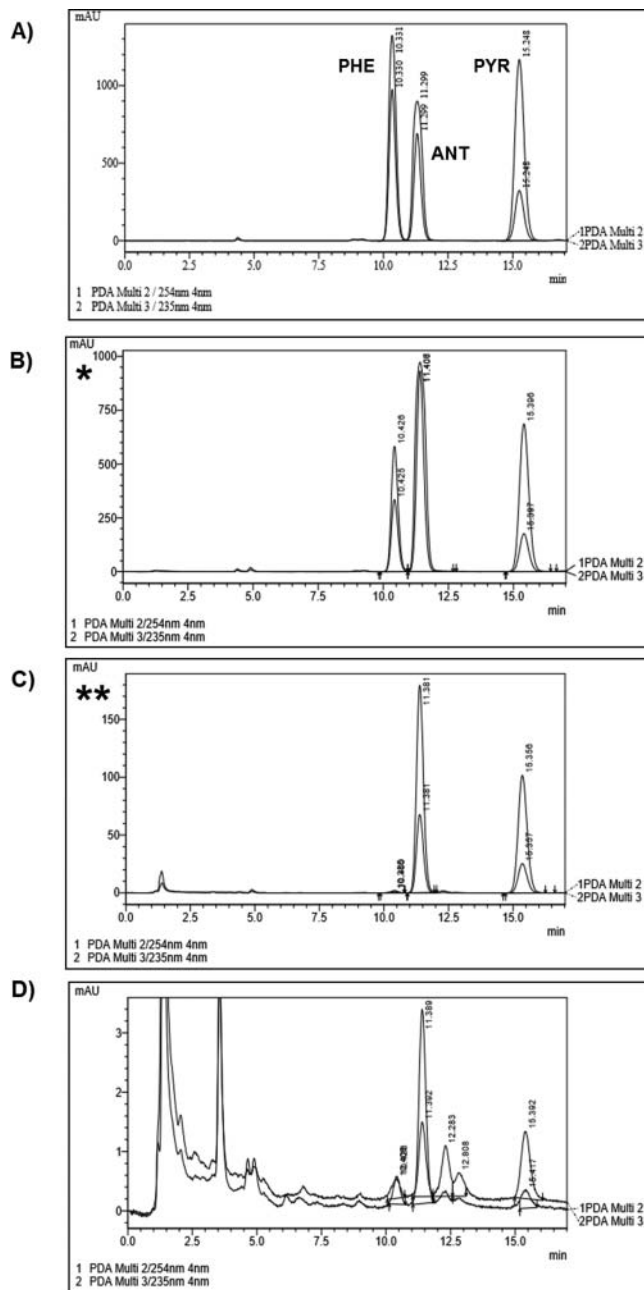 A)
mAU
1000
500
0
PHE
10.331
10.330
11.299
11.299
ANT
PYR
15.248
15.248
1PDA Multi 2
2PDA Multi 3
0.0 2.5 5.0 7.5 10.0 12.5 15.0
min
1 PDA Multi 2 / 254nm 4nm
2 PDA Multi 3 / 235nm 4nm
B)
mAU
*
1000
750
500
250
0
10.426
10.425
11.408
15.396
15.397
1PDA Multi 2
2PDA Multi 3
0.0 2.5 5.0 7.5 10.0 12.5 15.0
min
1 PDA Multi 2/254nm 4nm
2 PDA Multi 3/235nm 4nm
C)
mAU
**
150
100
50
0
11.381
11.381
15.356
15.357
1PDA Multi 2
2PDA Multi 3
0.0 2.5 5.0 7.5 10.0 12.5 15.0
min
1 PDA Multi 2/254nm 4nm
2 PDA Multi 3/235nm 4nm
D)
mAU
3
2
1
0
11.389
11.392
12.283
12.808
15.392
15.417
1PDA Multi 2
2PDA Multi 3
0.0 2.5 5.0 7.5 10.0 12.5 15.0
min
1 PDA Multi 2/254nm 4nm
2 PDA Multi 3/235nm 4nm